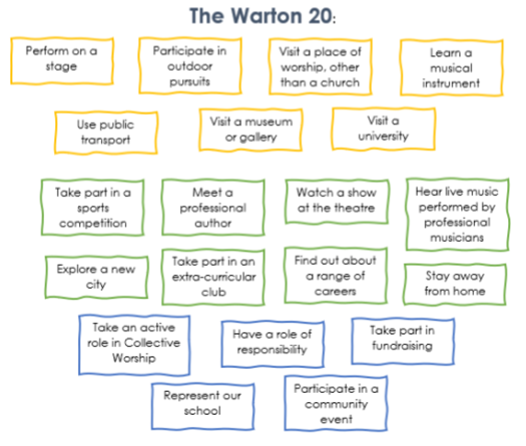 The Warton 20:
Perform on a
stage
Participate in
outdoor
pursuits
Visit a place of
worship, other
than a church
Learn a
musical
instrument
Use public
transport
Visit a museum
or gallery
Visit a
university
Take part in a
sports
competition
Meet a
professional
author
Watch a show
at the theatre
Hear live music
performed by
professional
musicians
Explore a new
city
Take part in an
extra-curricular
club
Find out about
a range of
careers
Stay away
from home
Take an active
role in Collective
Worship
Have a role of
responsibility
Take part in
fundraising
Represent our
school
Participate in a
community
event